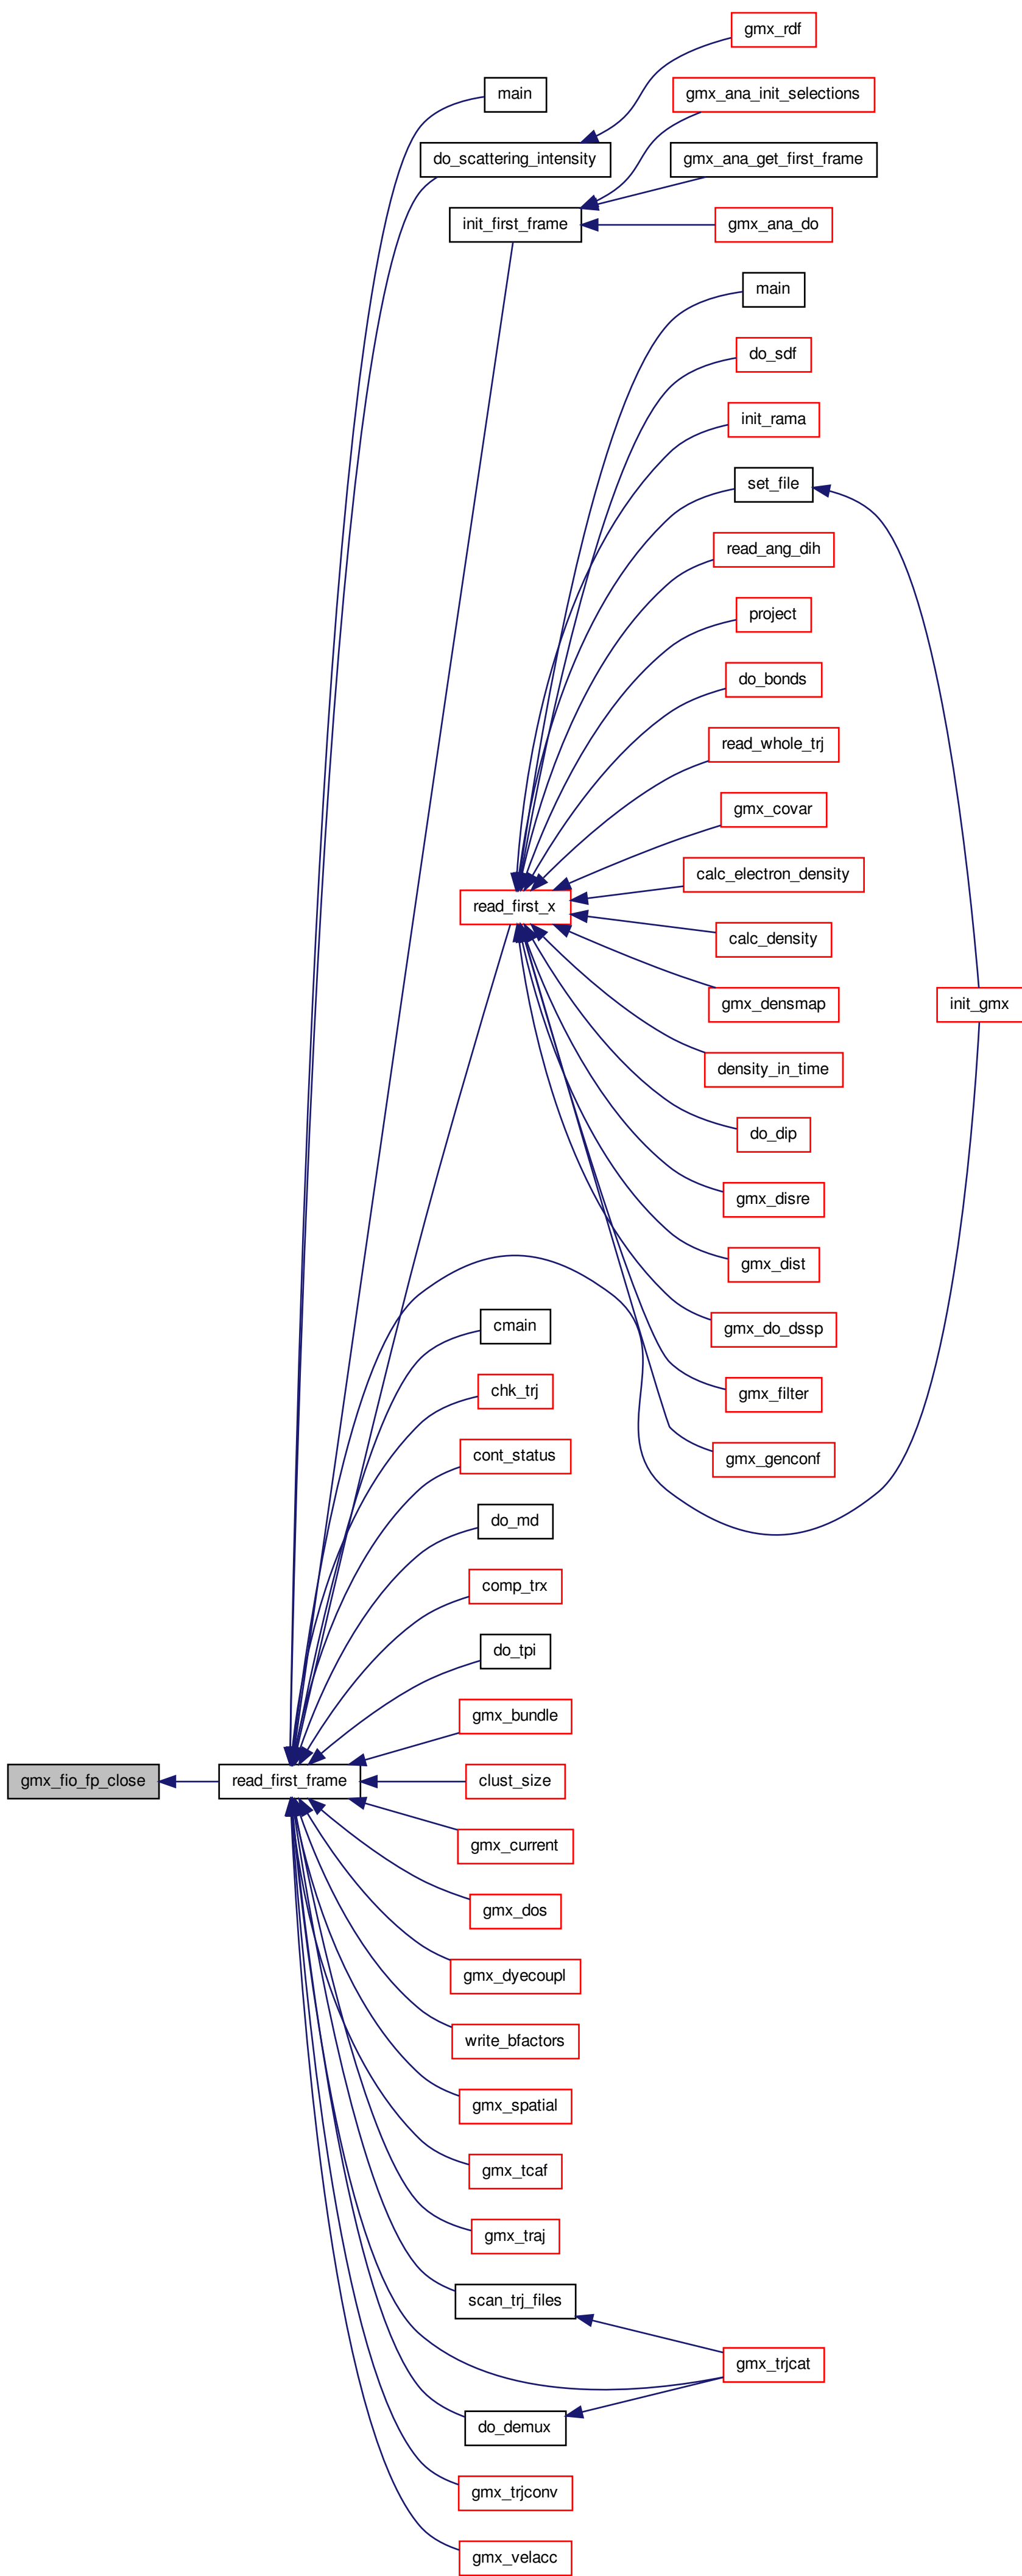 gmx_rdf
gmx_ana_init_selections
main
do_scattering_intensity
gmx_ana_get_first_frame
init_first_frame
gmx_ana_do
main
do_sdf
init_rama
set_file
read_ang_dih
project
do_bonds
read_whole_trj
gmx_covar
calc_electron_density
read_first_x
calc_density
gmx_densmap
init_gmx
density_in_time
do_dip
gmx_disre
gmx_dist
gmx_do_dssp
cmain
gmx_filter
chk_trj
gmx_genconf
cont_status
do_md
comp_trx
do_tpi
gmx_bundle
gmx_fio_fp_close
read_first_frame
clust_size
gmx_current
gmx_dos
gmx_dyecoupl
write_bfactors
gmx_spatial
gmx_tcaf
gmx_traj
scan_trj_files
gmx_trjcat
do_demux
gmx_trjconv
gmx_velacc